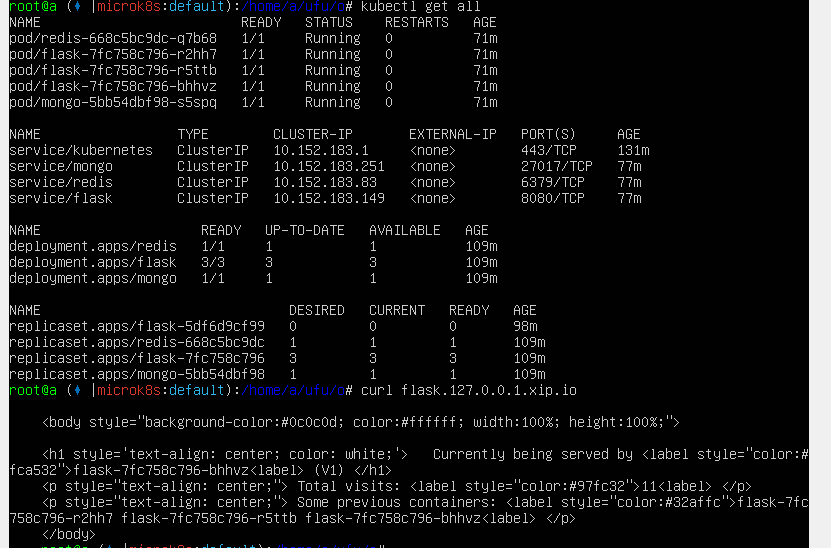 root@a (♦ |microk8s:default):/home/a/ufu/c# kubectl get all
NAME READY STATUS RESTARTS AGE
pod/redis-668c5bc9dc-q7b68 1/1 Running 0 71m
pod/flask-7fc758c796-r2hh7 1/1 Running 0 71m
pod/flask-7fc758c796-r5ttb 1/1 Running 0 71m
pod/flask-7fc758c796-bhhvz 1/1 Running 0 71m
pod/mongo-5bb54dbf98-s5spq 1/1 Running 0 71m
NAME TYPE CLUSTER-IP EXTERNAL-IP PORT(S) AGE
service/kubernetes ClusterIP 10.152.183.1 <none> 443/TCP 131m
service/mongo ClusterIP 10.152.183.251 <none> 27017/TCP 77m
service/redis ClusterIP 10.152.183.83 <none> 6379/TCP 77m
service/flask ClusterIP 10.152.183.149 <none> 8080/TCP 77m
NAME READY UP-TO-DATE AVAILABLE AGE
deployment.apps/redis 1/1 1 1 109m
deployment.apps/flask 3/3 3 3 109m
deployment.apps/mongo 1/1 1 1 109m
NAME DESIRED CURRENT READY AGE
replicaset.apps/flask-5df6d9cf99 0 0 0 98m
replicaset.apps/redis-668c5bc9dc 1 1 1 109m
replicaset.apps/flask-7fc758c796 3 3 3 109m
replicaset.apps/mongo-5bb54dbf98 1 1 1 109m
root@a (♦ |microk8s:default):/home/a/ufu/c# curl flask.127.0.0.1.xip.io
<body style="background-color:#0c0c0d; color:#ffffff; width:100%; height:100%;">
<h1 style='text-align: center; color: white;'> Currently being served by <label style="color:#
fca532">flask-7fc758c796-bhhvz<label> (V1) </h1>
<p style="text-align: center;"> Total visits: <label style="color:#97fc32">11<label> </p>
<p style="text-align: center;"> Some previous containers: <label style="color:#32affc">flask-7fc
758c796-r2hh7 flask-7fc758c796-r5ttb flask-7fc758c796-bhhvz<label> </p>
</body>